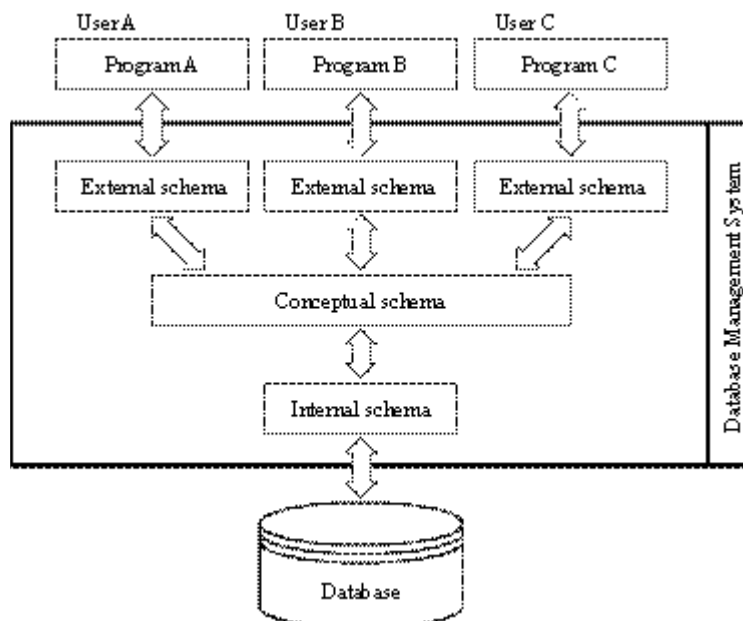 User A
User B
User C
Program A
Program B
Program C
External schema
External schema
External schema
Conceptual schema
Internal schema
Database Management System
Database